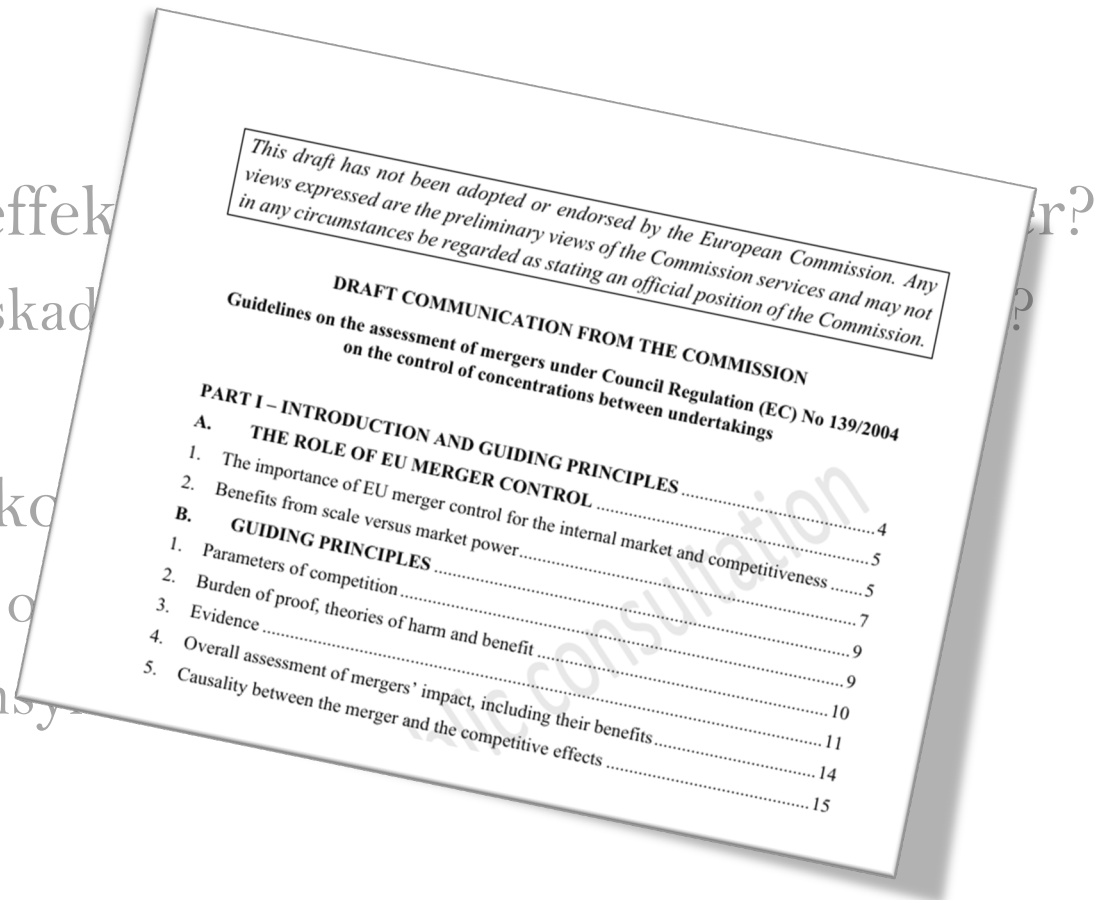 This draft has not been adopted or endorsed by the European Commission. Any
views expressed are the preliminary views of the Commission services and may not
in any circumstances be regarded as stating an official position of the Commission.
DRAFT COMMUNICATION FROM THE COMMISSION
Guidelines on the assessment of mergers under Council Regulation (EC) No 139/2004
on the control of concentrations between undertakings
PART I – INTRODUCTION AND GUIDING PRINCIPLES ........ 4
A. THE ROLE OF EU MERGER CONTROL ........ 5
1. The importance of EU merger control for the internal market and competitiveness ...... 5
2. Benefits from scale versus market power ........ 7
B. GUIDING PRINCIPLES ........ 9
1. Parameters of competition ........ 9
2. Burden of proof, theories of harm and benefit ........ 10
3. Evidence ........ 11
4. Overall assessment of mergers' impact, including their benefits ........ 14
5. Causality between the merger and the competitive effects ........ 15
consultation